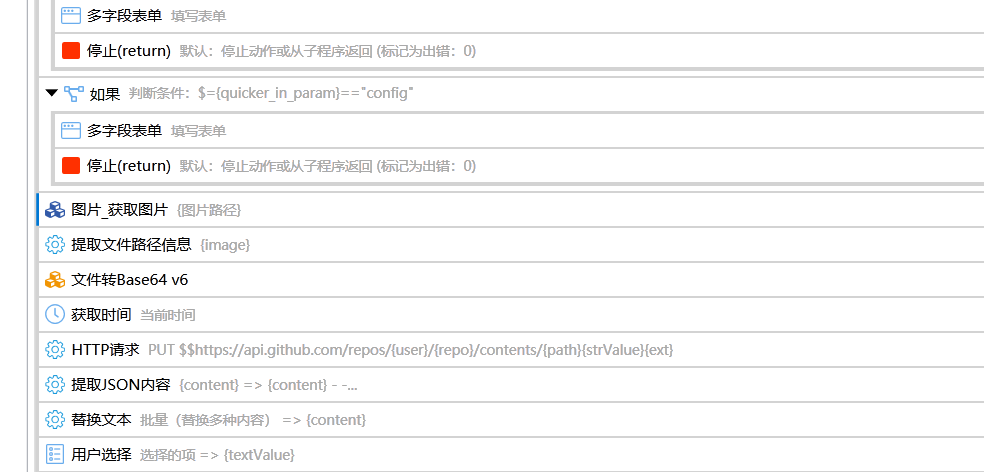 多字段表单 填写表单
停止(return) 默认：停止动作或从子程序返回 (标记为出错：0)
如果 判断条件：$={quicker_in_param}=="config"
多字段表单 填写表单
停止(return) 默认：停止动作或从子程序返回 (标记为出错：0)
图片_获取图片 {图片路径}
提取文件路径信息 {image}
文件转Base64 v6
获取时间 当前时间
HTTP请求 PUT $$https://api.github.com/repos/{user}/{repo}/contents/{path}{strValue}{ext}
提取JSON内容 {content} => {content} - -...
替换文本 批量（替换多种内容） => {content}
用户选择 选择的项 => {textValue}